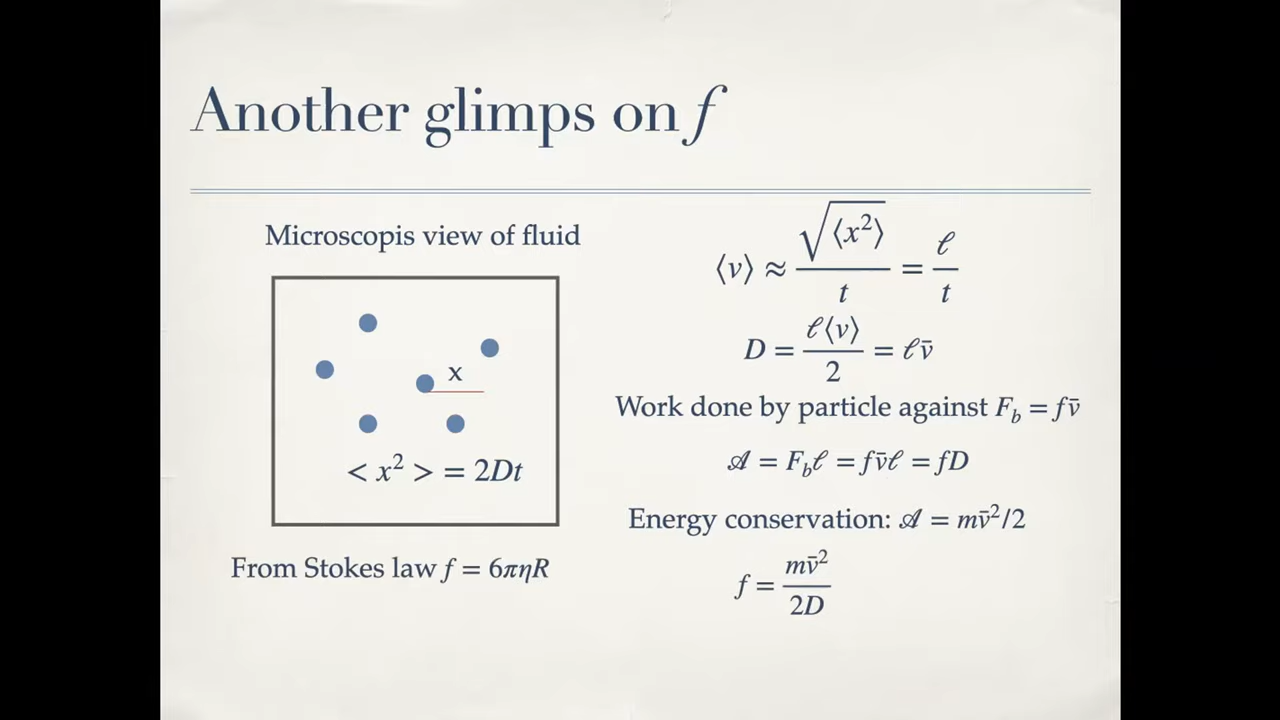 Another glimps on f
Microscopis view of fluid
x
< x² > = 2Dt
From Stokes law f = 6πηR
⟨v⟩ ≈ √⟨x²⟩ / t = ℓ / t
D = ℓ⟨v⟩ / 2 = ℓv̄
Work done by particle against F_b = fv̄
𝒜 = F_bℓ = fv̄ℓ = fD
Energy conservation: 𝒜 = mv̄²/2
f = mv̄² / 2D